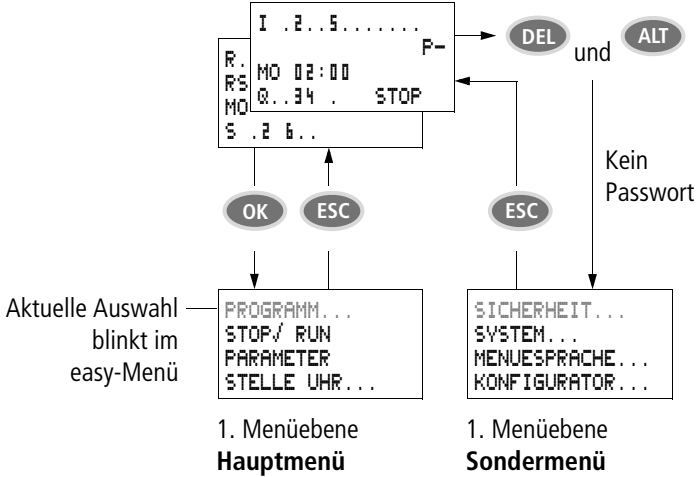 I .2..5.......
P-
MO 02:00
Q..34 . STOP
R.
RS
MO
S .2 6..
DEL
und
ALT
OK
ESC
ESC
Kein
Passwort
Aktuelle Auswahl
blinkt im
easy-Menü
PROGRAMM...
STOP√ RUN
PARAMETER
STELLE UHR...
SICHERHEIT...
SYSTEM...
MENUESPRACHE...
KONFIGURATOR...
1. Menüebene
Hauptmenü
1. Menüebene
Sondermenü